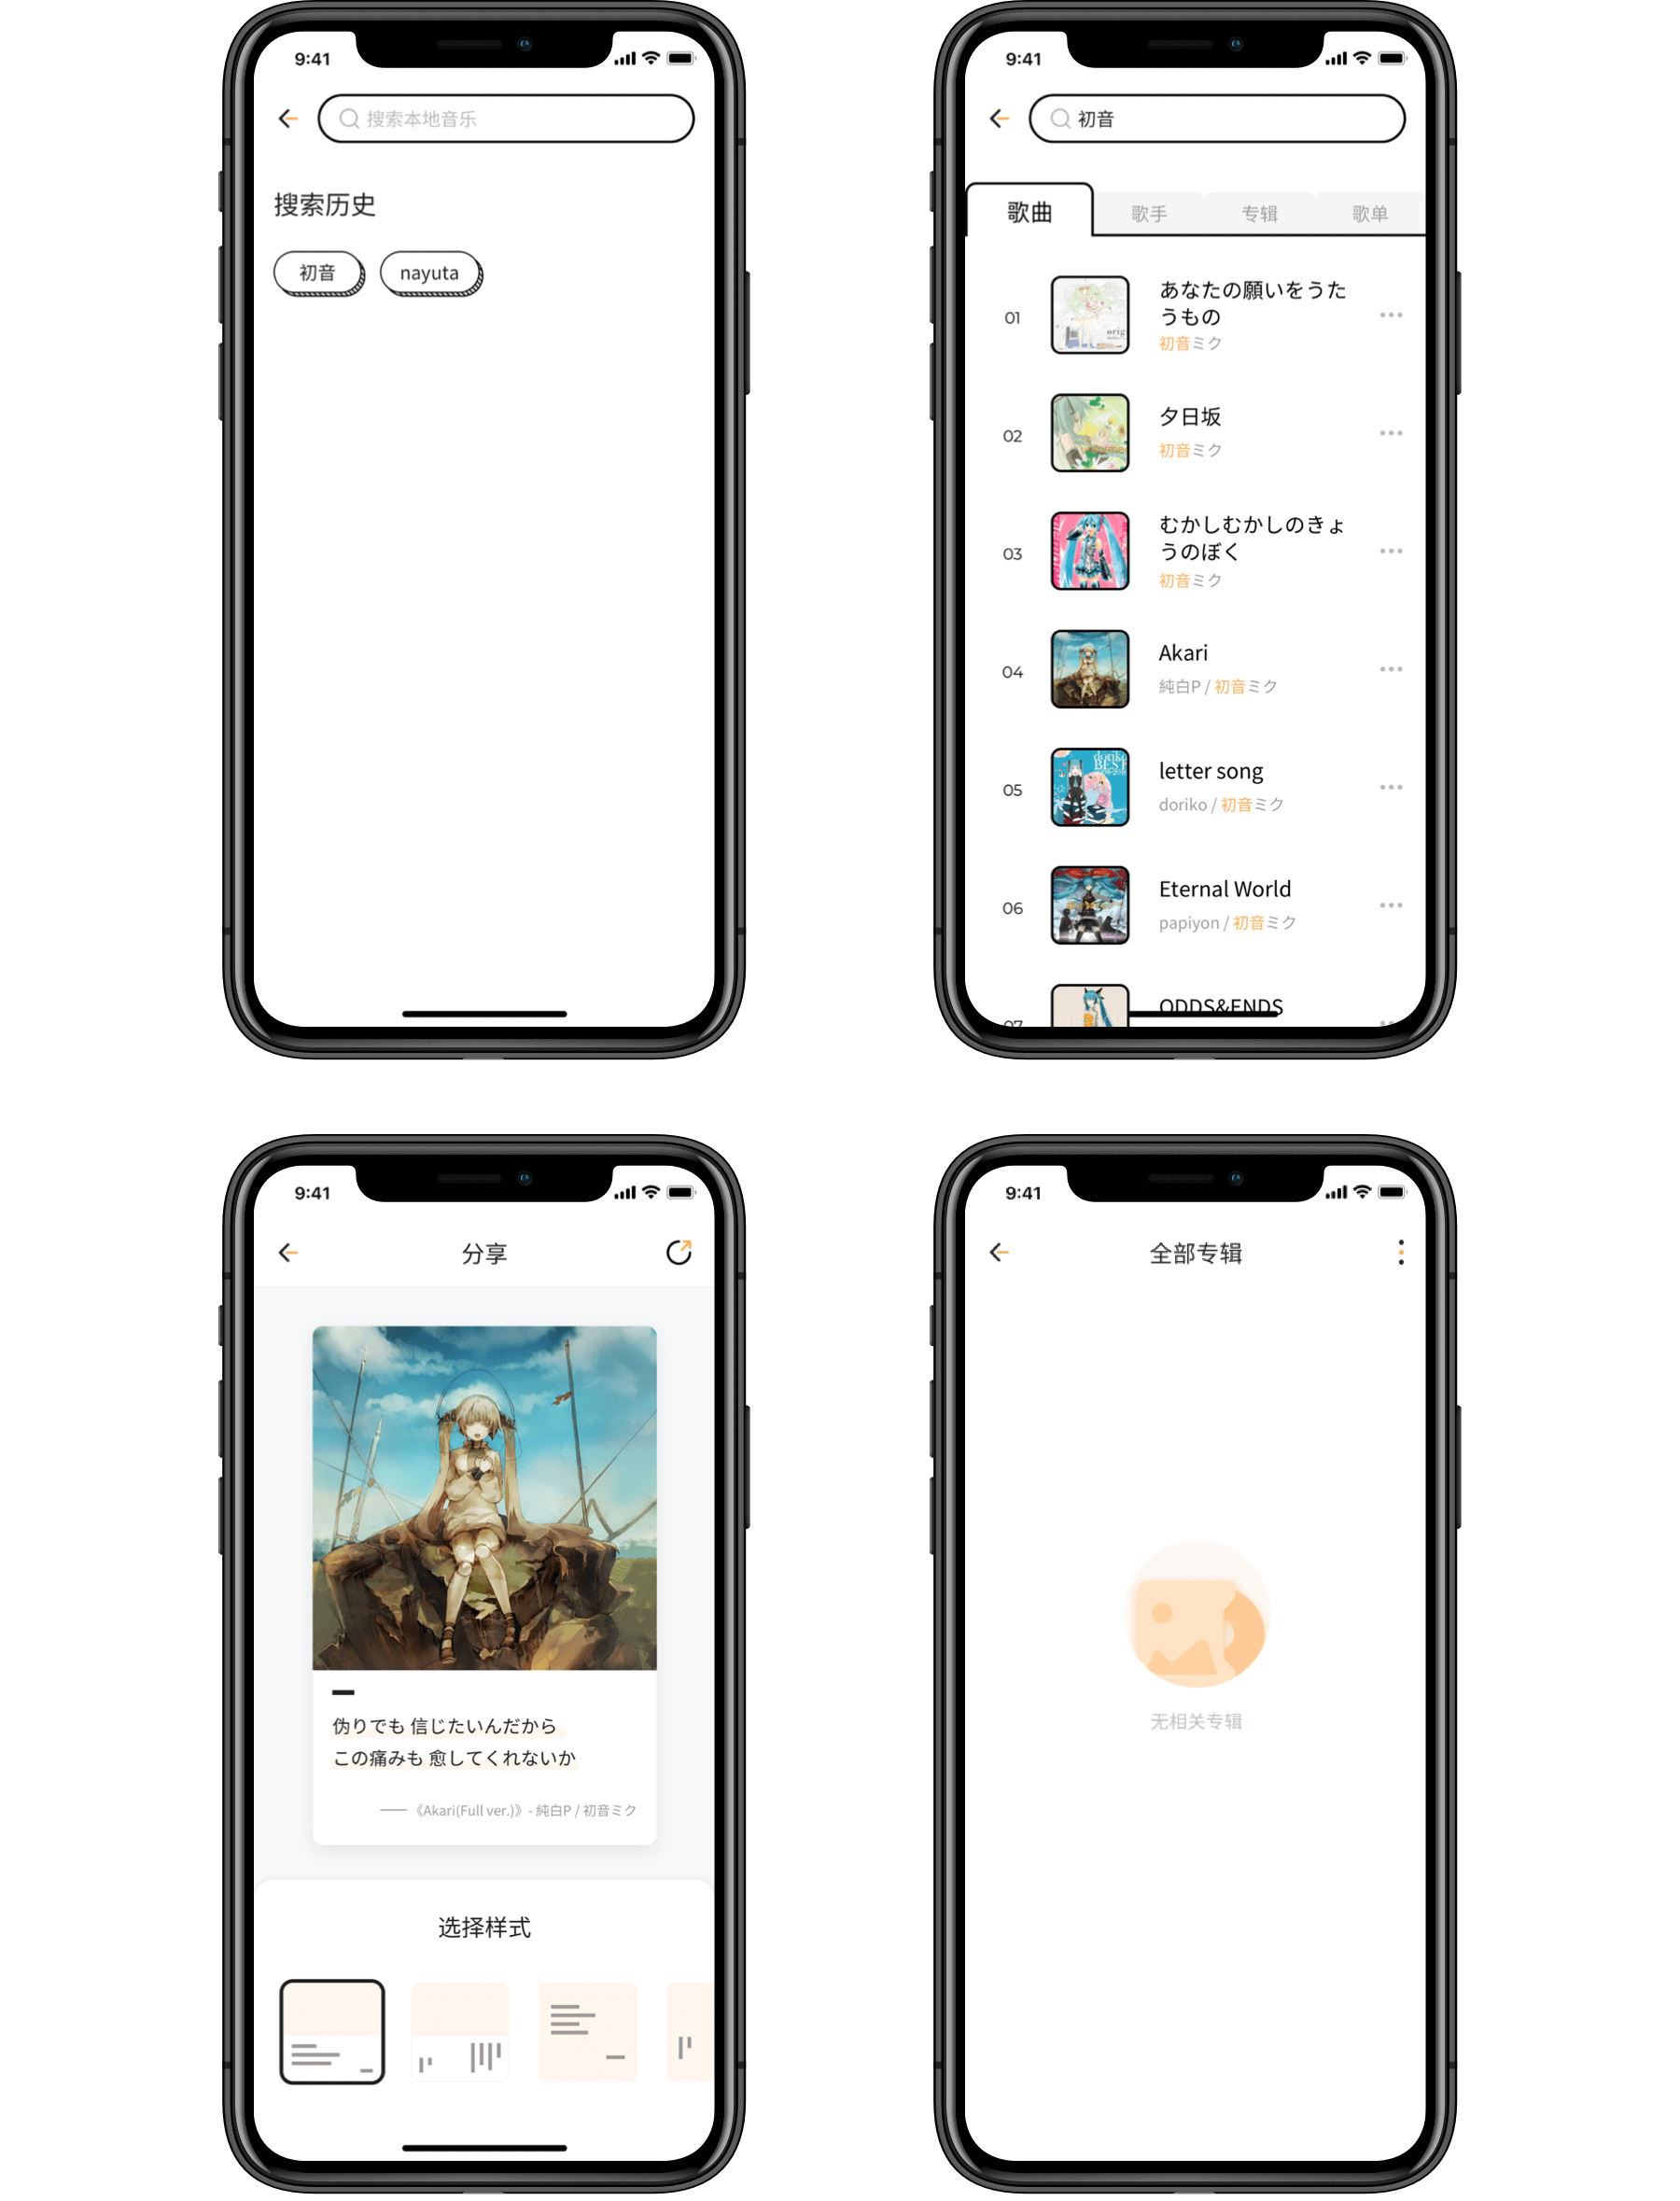 9:41
搜索本地音乐
搜索历史
初音
nayuta
9:41
初音
歌曲
歌手
专辑
歌单
01
あなたの願いをうた
うもの
初音ミク
02
夕日坂
初音ミク
03
むかしむかしのきょ
うのぼく
初音ミク
04
Akari
純白P / 初音ミク
05
letter song
doriko / 初音ミク
06
Eternal World
papiyon / 初音ミク
07
ODDS&ENDS
9:41
分享
偽りでも 信じたいんだから
この痛みも 愈してくれないか
——《Akari(Full ver.)》- 純白P / 初音ミク
选择样式
9:41
全部专辑
无相关专辑